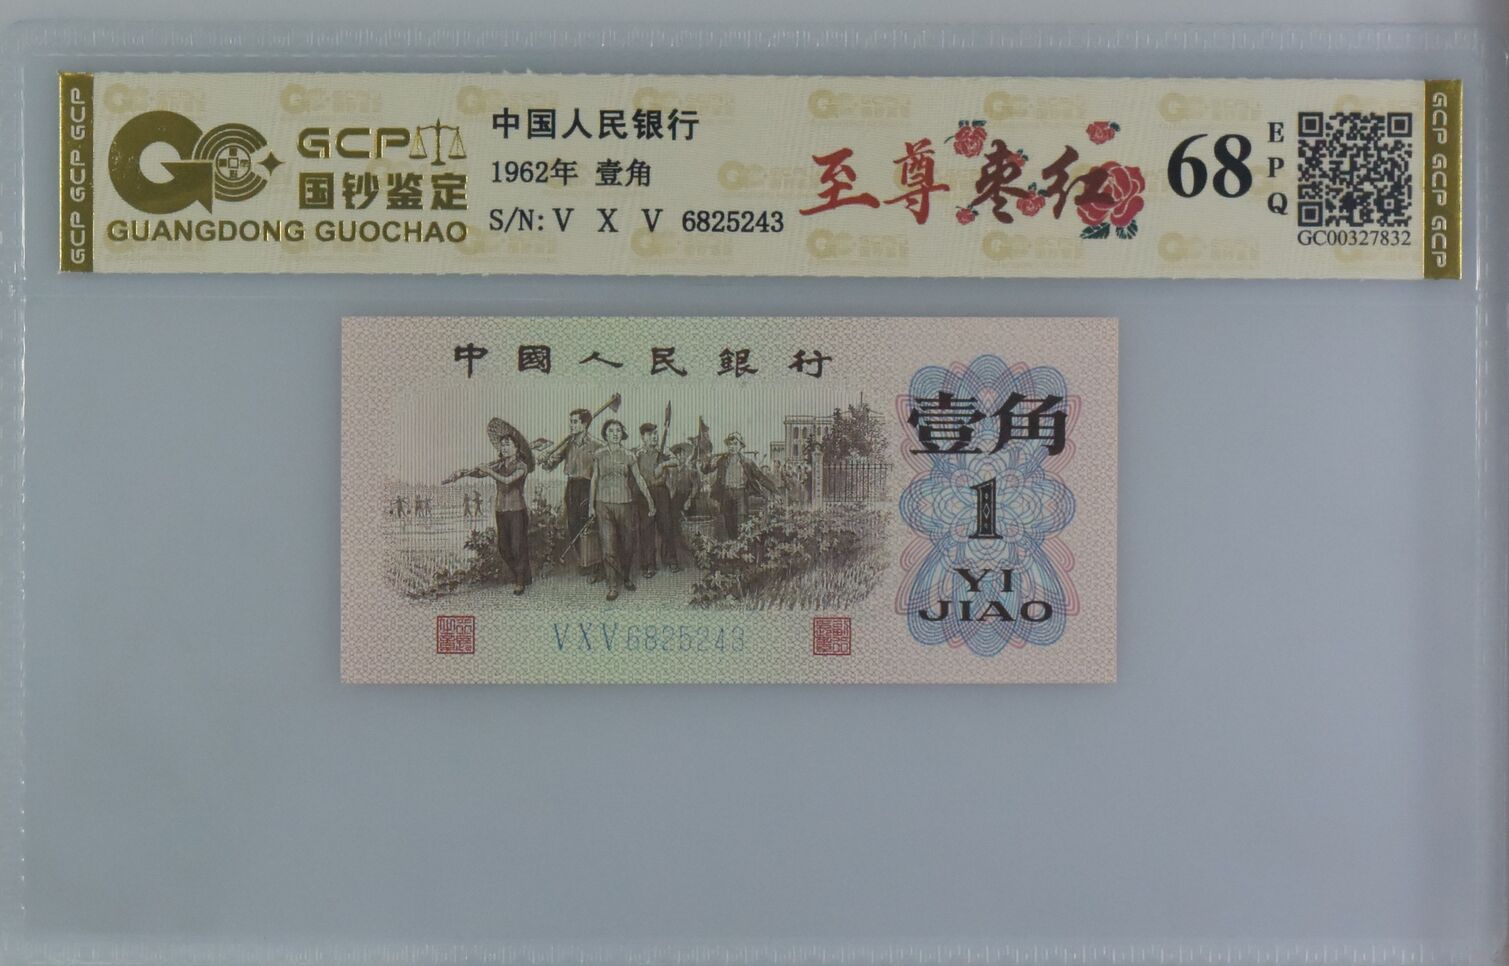 GCP·GCP GCP
GCP
国钞鉴定
GUANGDONG GUOCHAO
中国人民银行
1962年 壹角
S/N: V X V 6825243
至尊枣红
68
EPQ
GC00327832
GCP GCP GCP
中國人民銀行
壹角
1
YI
JIAO
VXV6825243